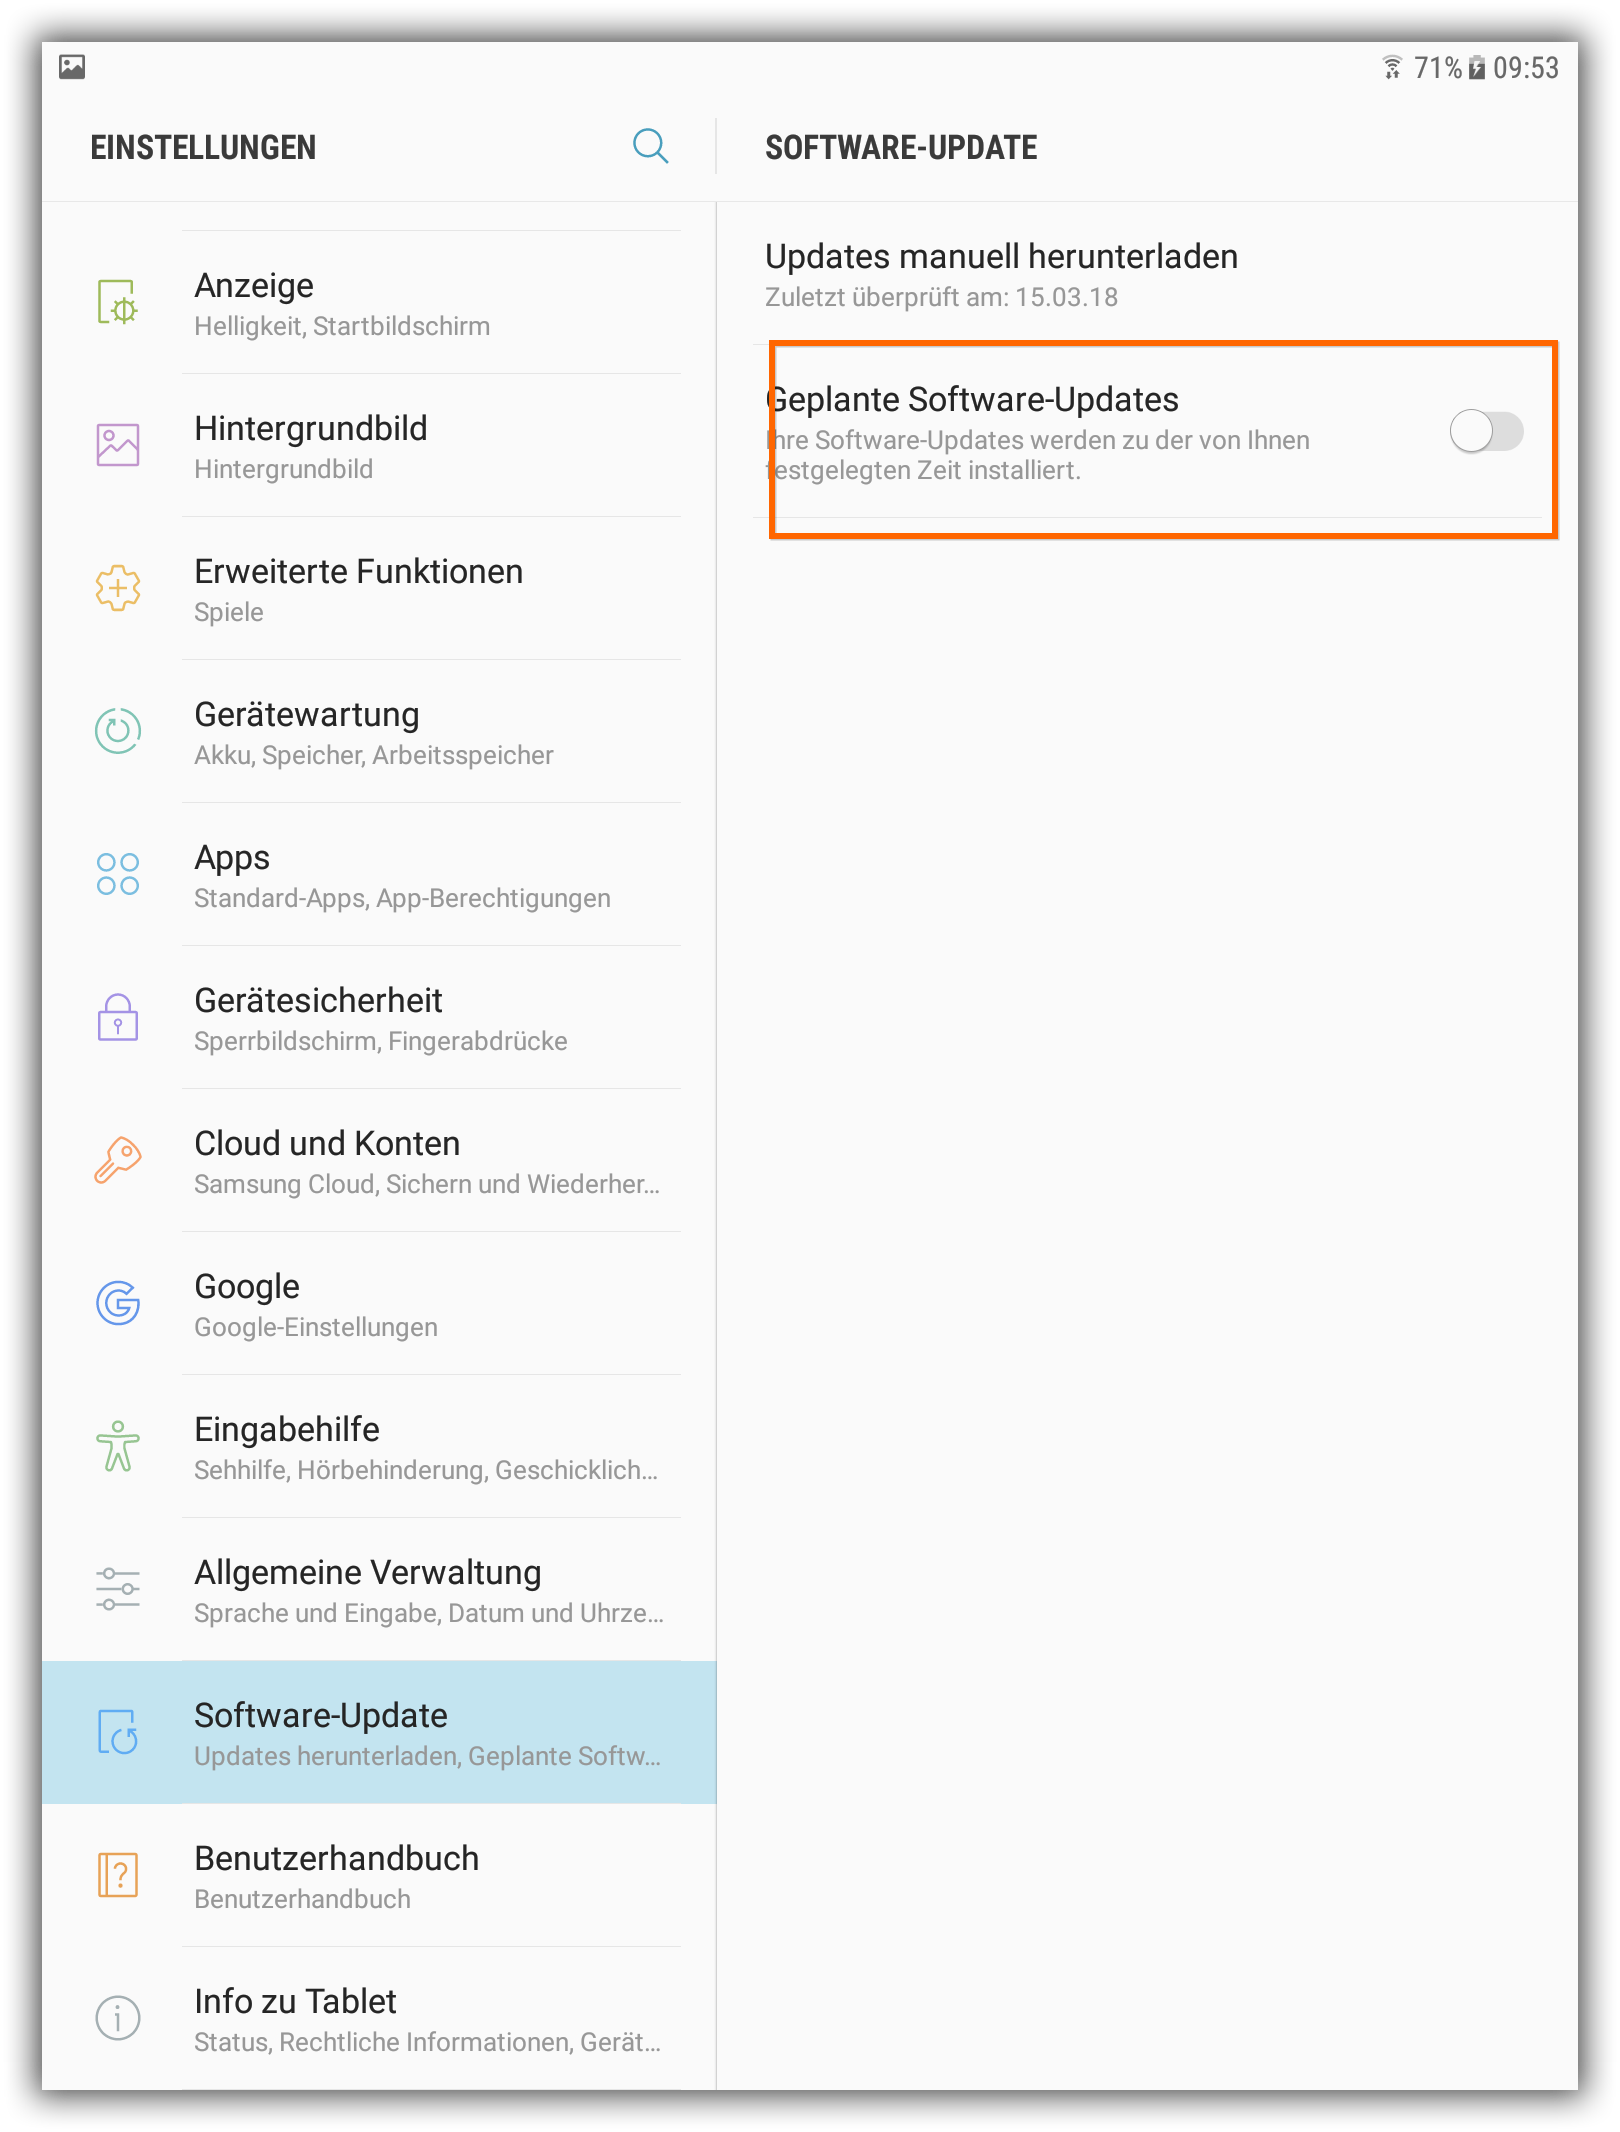 71% 09:53
EINSTELLUNGEN
SOFTWARE-UPDATE
Anzeige
Helligkeit, Startbildschirm
Hintergrundbild
Hintergrundbild
Erweiterte Funktionen
Spiele
Gerätewartung
Akku, Speicher, Arbeitsspeicher
Apps
Standard-Apps, App-Berechtigungen
Gerätesicherheit
Sperrbildschirm, Fingerabdrücke
Cloud und Konten
Samsung Cloud, Sichern und Wiederher...
Google
Google-Einstellungen
Eingabehilfe
Sehhilfe, Hörbehinderung, Geschicklich...
Allgemeine Verwaltung
Sprache und Eingabe, Datum und Uhrze...
Software-Update
Updates herunterladen, Geplante Softw...
Benutzerhandbuch
Benutzerhandbuch
Info zu Tablet
Status, Rechtliche Informationen, Gerät...
Updates manuell herunterladen
Zuletzt überprüft am: 15.03.18
Geplante Software-Updates
Ihre Software-Updates werden zu der von Ihnen
festgelegten Zeit installiert.